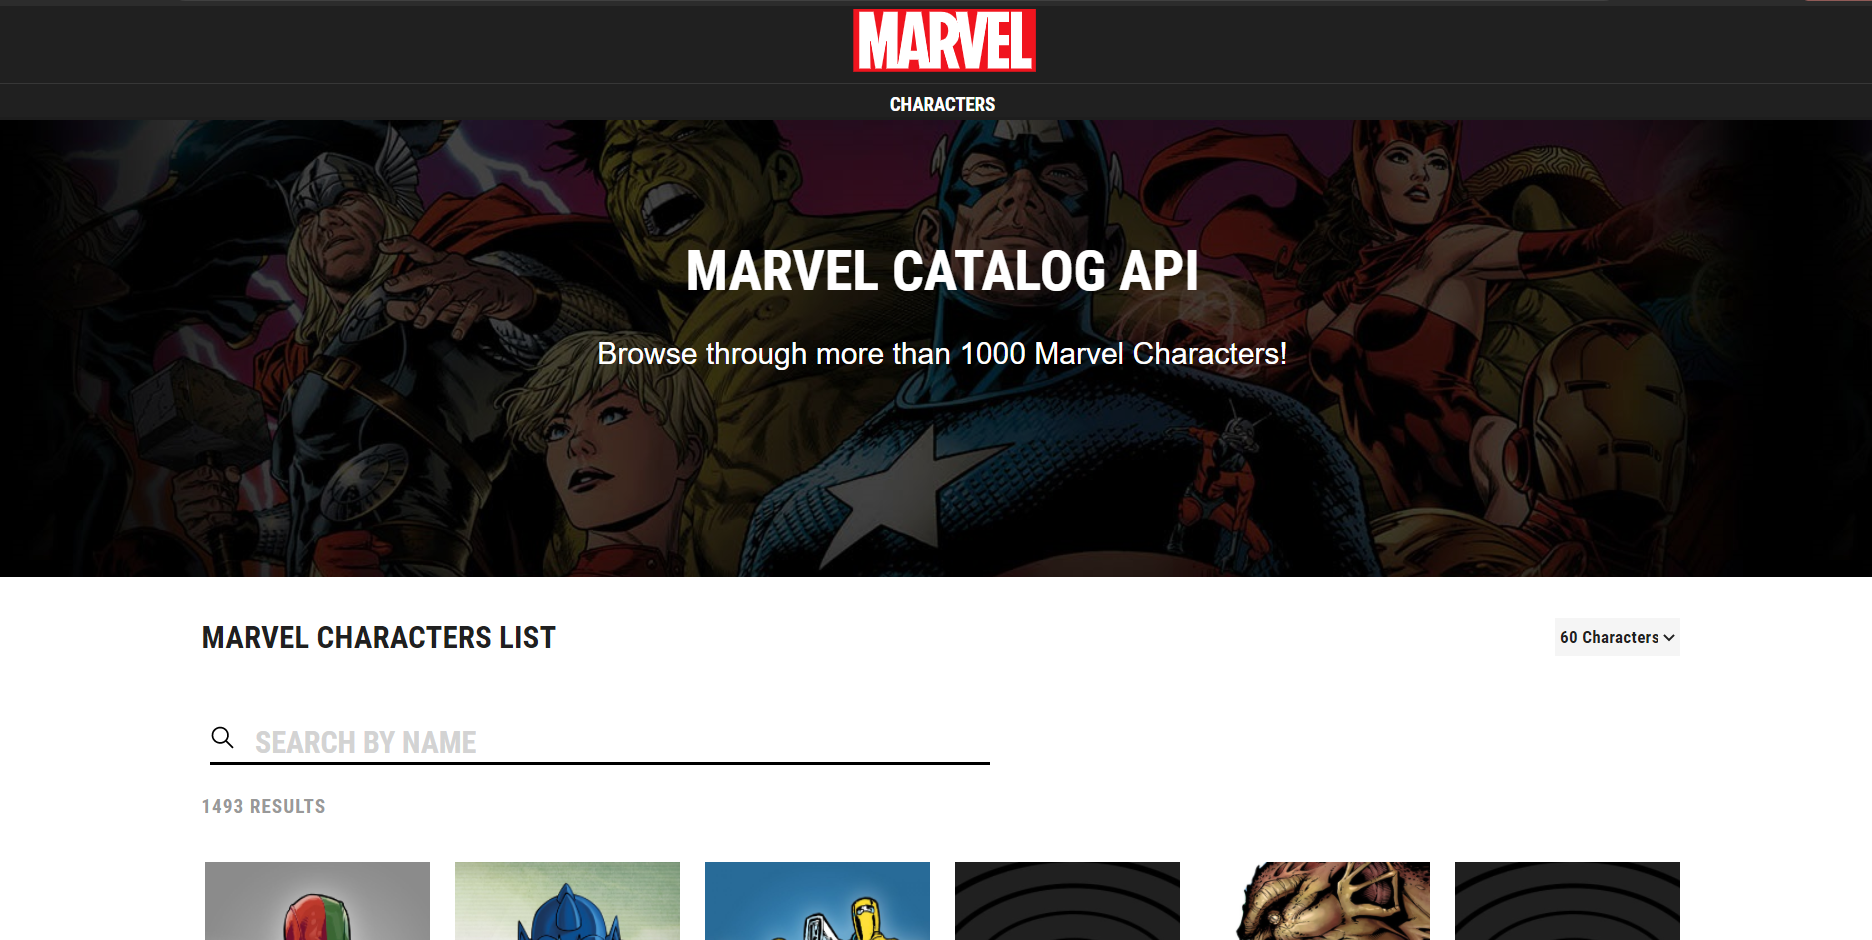 MARVEL
CHARACTERS
MARVEL CATALOG API
Browse through more than 1000 Marvel Characters!
MARVEL CHARACTERS LIST
60 Characters
SEARCH BY NAME
1493 RESULTS